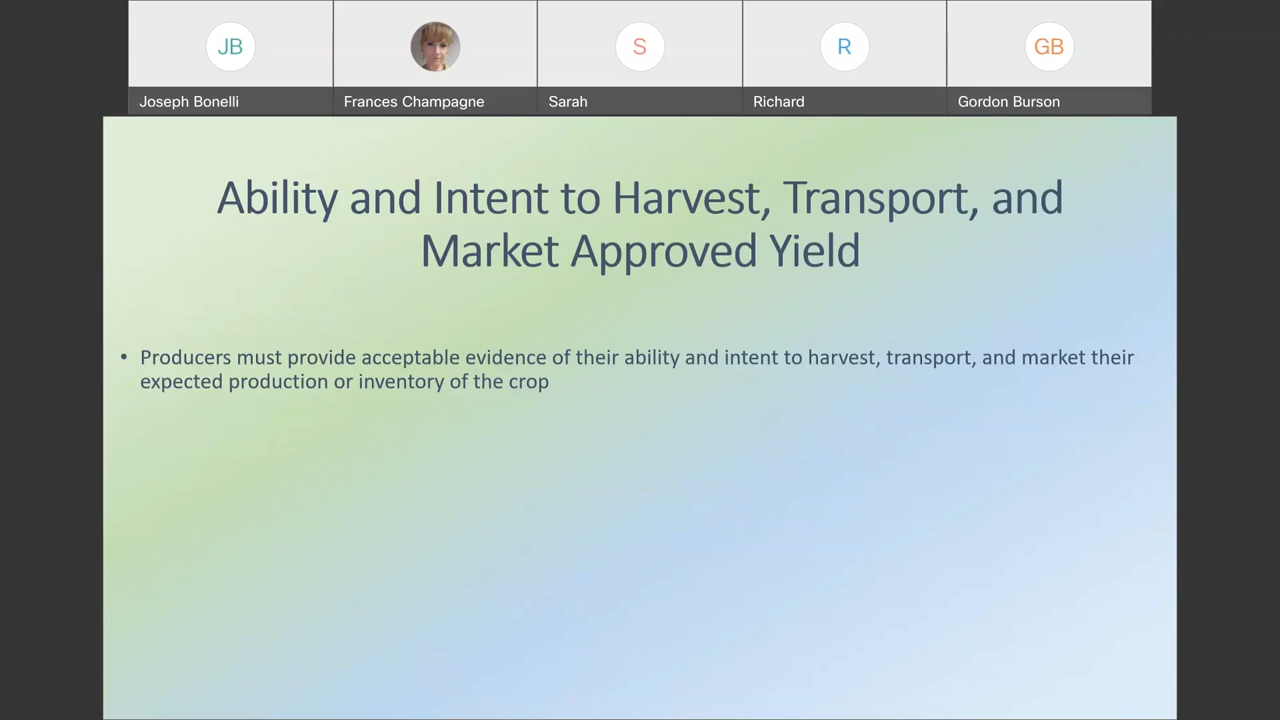 JB
S
R
GB
Joseph Bonelli
Frances Champagne
Sarah
Richard
Gordon Burson
Ability and Intent to Harvest, Transport, and
Market Approved Yield
• Producers must provide acceptable evidence of their ability and intent to harvest, transport, and market their
expected production or inventory of the crop